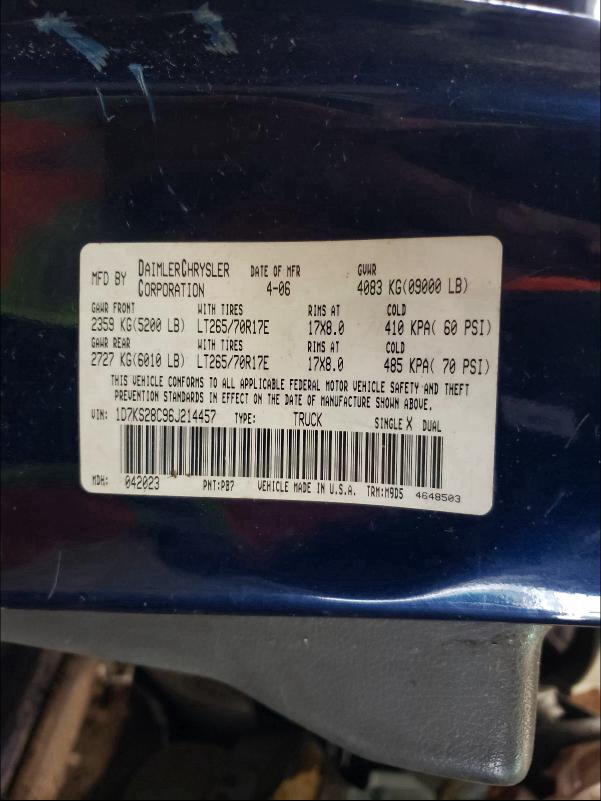 MFD BY DAIMLERCHRYSLER CORPORATION DATE OF MFR 4-06 GVWR 4083 KG(09000 LB)
GAWR FRONT WITH TIRES RIMS AT COLD
2359 KG(5200 LB) LT265/70R17E 17X8.0 410 KPA( 60 PSI)
GAWR REAR WITH TIRES RIMS AT COLD
2727 KG(6010 LB) LT265/70R17E 17X8.0 485 KPA( 70 PSI)
THIS VEHICLE CONFORMS TO ALL APPLICABLE FEDERAL MOTOR VEHICLE SAFETY AND THEFT
PREVENTION STANDARDS IN EFFECT ON THE DATE OF MANUFACTURE SHOWN ABOVE.
VIN: 1D7KS28C96J214457 TYPE: TRUCK SINGLE X DUAL
MDH: 042023 PNT:PB7 VEHICLE MADE IN U.S.A. TRM:M9D5 4648503